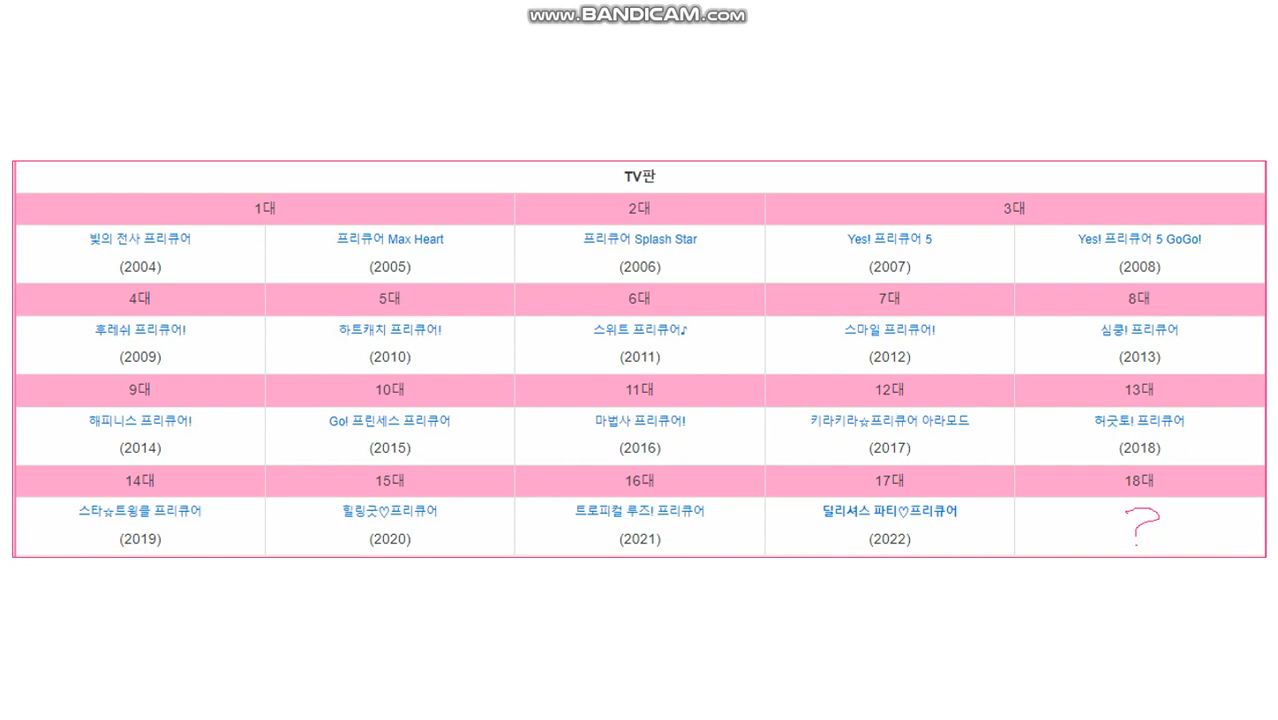 www.BANDICAM.com
TV판
1대 2대 3대
빛의 전사 프리큐어 프리큐어 Max Heart 프리큐어 Splash Star Yes! 프리큐어 5 Yes! 프리큐어 5 GoGo!
(2004) (2005) (2006) (2007) (2008)
4대 5대 6대 7대 8대
후레쉬 프리큐어! 하트캐치 프리큐어! 스위트 프리큐어♪ 스마일 프리큐어! 심쿵! 프리큐어
(2009) (2010) (2011) (2012) (2013)
9대 10대 11대 12대 13대
해피니스 프리큐어! Go! 프린세스 프리큐어 마법사 프리큐어! 키라키라☆프리큐어 아라모드 허긋토! 프리큐어
(2014) (2015) (2016) (2017) (2018)
14대 15대 16대 17대 18대
스타☆트윙클 프리큐어 힐링굿♡프리큐어 트로피컬 루즈! 프리큐어 딜리셔스 파티♡프리큐어 ?
(2019) (2020) (2021) (2022)